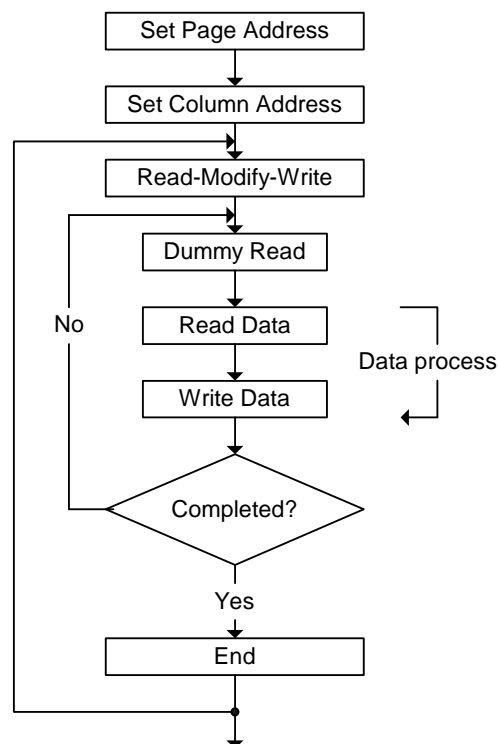 Set Page Address
Set Column Address
Read-Modify-Write
Dummy Read
No
Read Data
Data process
Write Data
Completed?
Yes
End